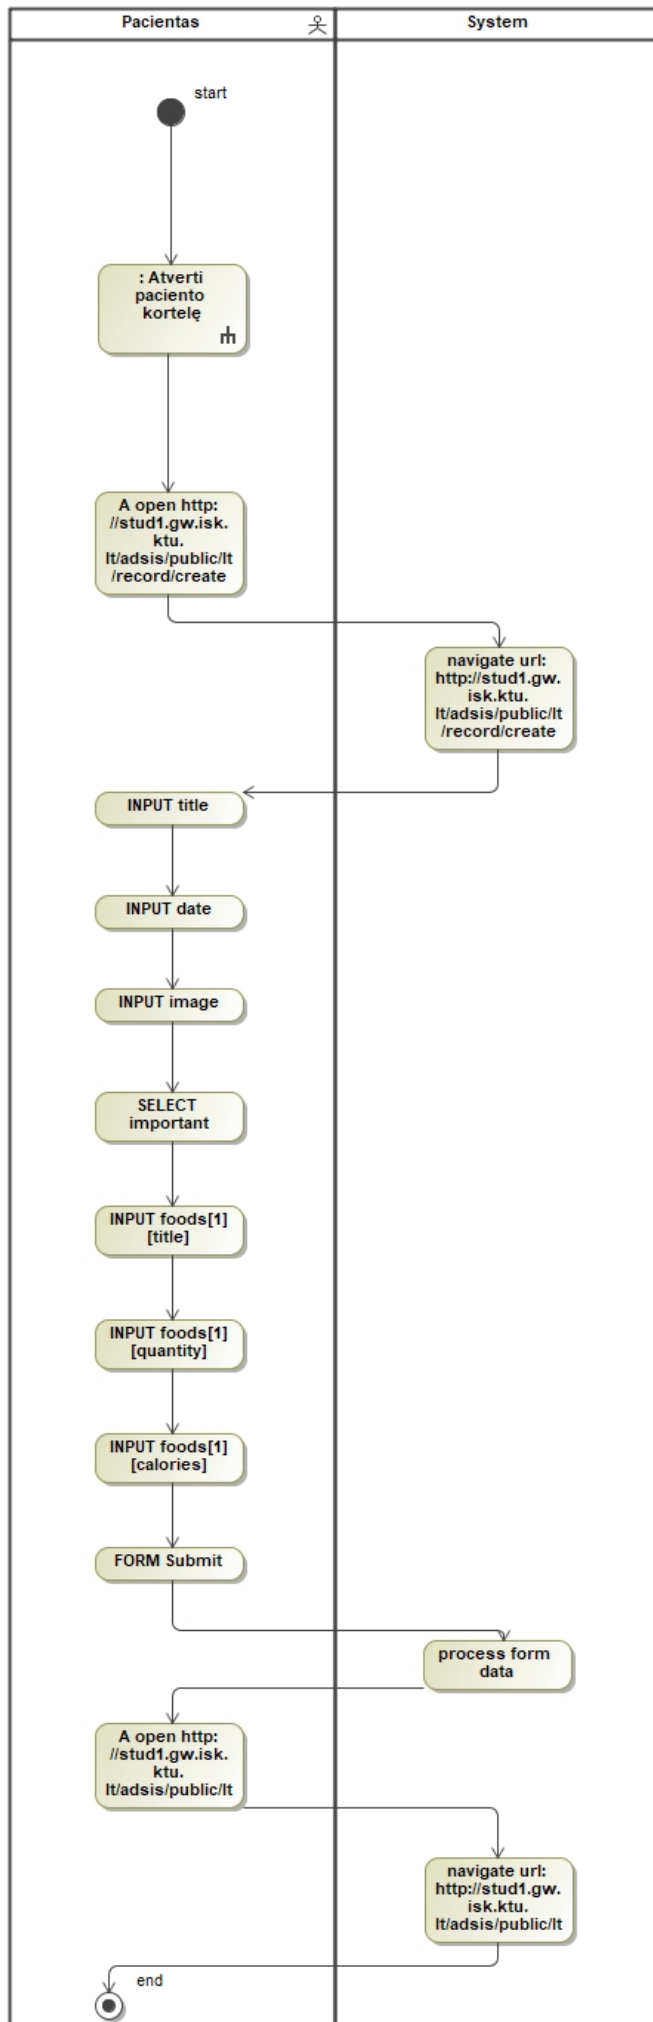 Pacientas
System
start
: Atverti
paciento
kortelę
A open http:
//stud1.gw.isk.
ktu.
lt/adsis/public/lt
/record/create
navigate url:
http://stud1.gw.
isk.ktu.
lt/adsis/public/lt
/record/create
INPUT title
INPUT date
INPUT image
SELECT
important
INPUT foods[1]
[title]
INPUT foods[1]
[quantity]
INPUT foods[1]
[calories]
FORM Submit
process form
data
A open http:
//stud1.gw.isk.
ktu.
lt/adsis/public/lt
navigate url:
http://stud1.gw.
isk.ktu.
lt/adsis/public/lt
end